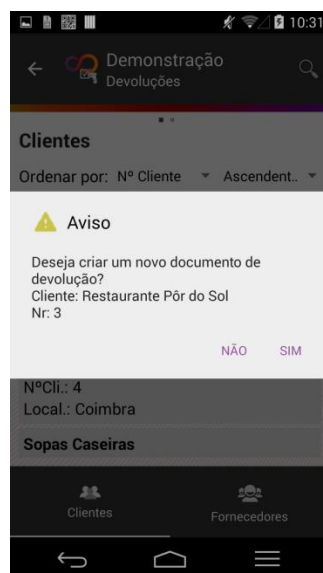 10:31
Demonstração
Devoluções
Clientes
Ordenar por: Nº Cliente Ascendent..
Aviso
Deseja criar um novo documento de
devolução?
Cliente: Restaurante Pôr do Sol
Nr: 3
NÃO SIM
NºCli.: 4
Local.: Coimbra
Sopas Caseiras
Clientes Fornecedores